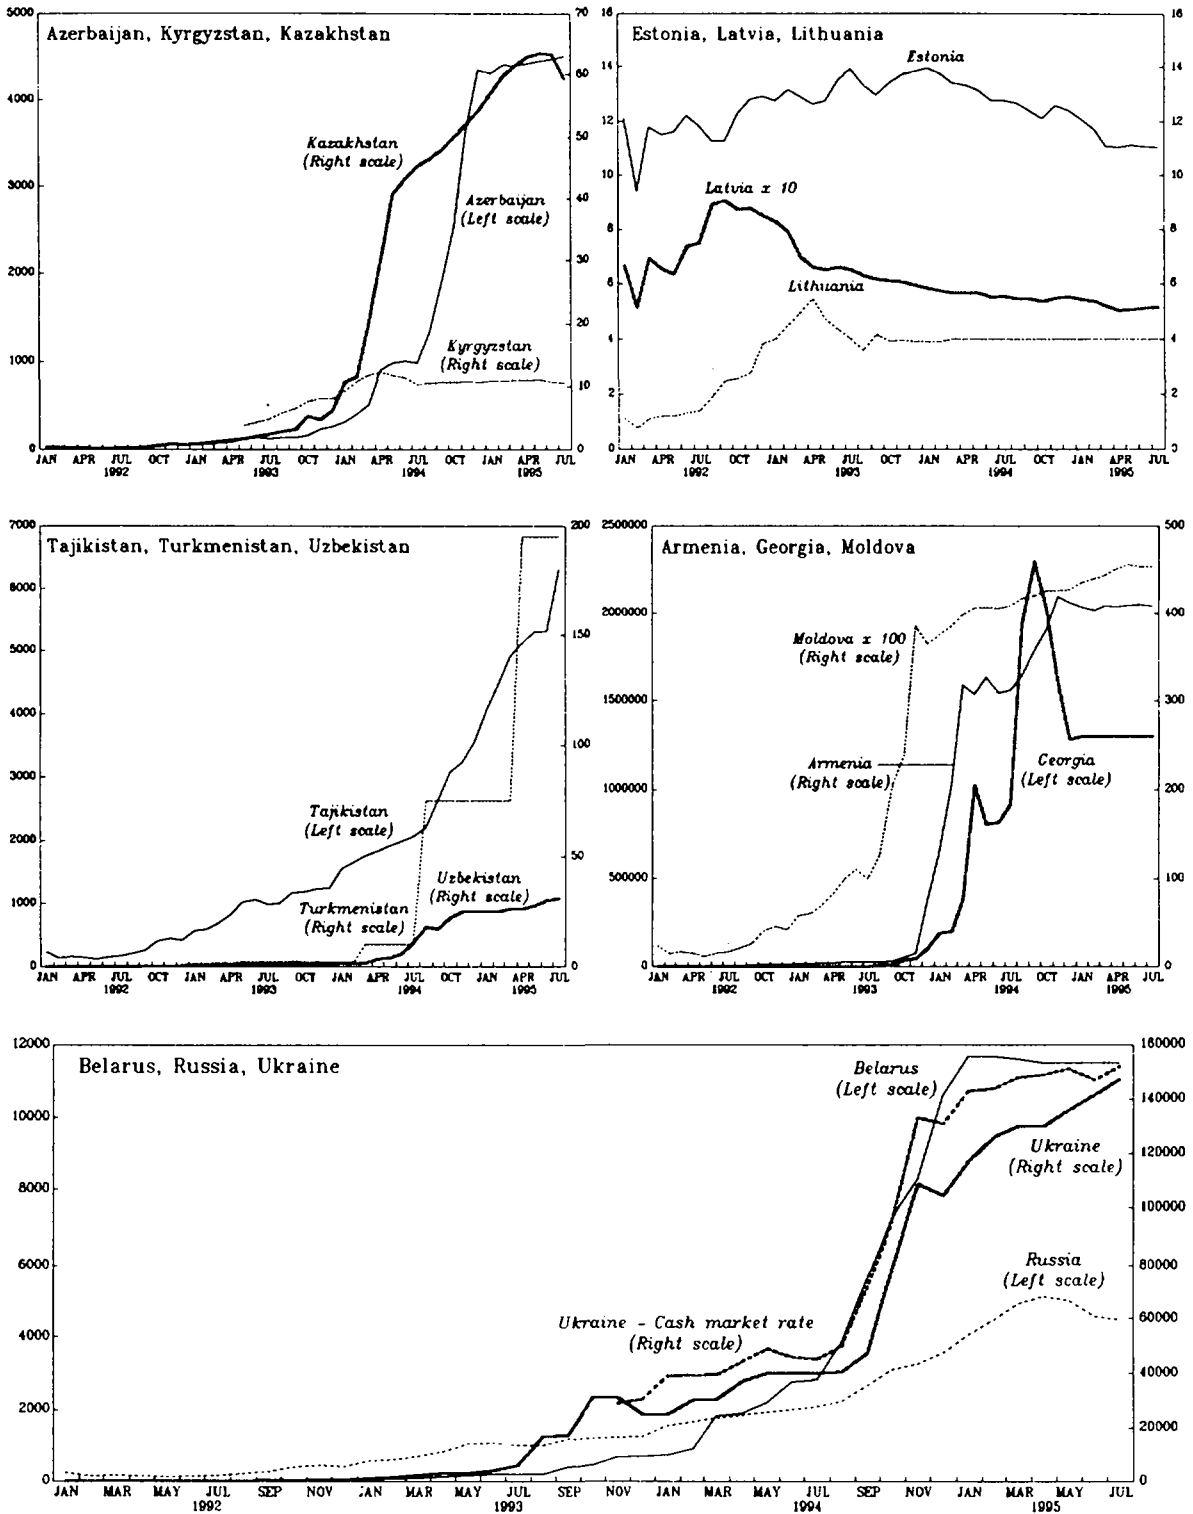 Azerbaijan, Kyrgyzstan, Kazakhstan
5000
4000
3000
2000
1000
0
70
60
50
40
30
20
10
0
Kazakhstan
(Right scale)
Azerbaijan
(Left scale)
Kyrgyzstan
(Right scale)
JAN APR JUL OCT JAN APR JUL OCT JAN APR JUL OCT JAN APR JUL
1992 1993 1994 1995
Estonia, Latvia, Lithuania
16
14
12
10
8
6
4
2
0
16
14
12
10
8
6
4
2
0
Estonia
Latvia x 10
Lithuania
JAN APR JUL OCT JAN APR JUL OCT JAN APR JUL OCT JAN APR JUL
1992 1993 1994 1995
Tajikistan, Turkmenistan, Uzbekistan
7000
6000
5000
4000
3000
2000
1000
0
200
150
100
50
0
Tajikistan
(Left scale)
Uzbekistan
(Right scale)
Turkmenistan
(Right scale)
JAN APR JUL OCT JAN APR JUL OCT JAN APR JUL OCT JAN APR JUL
1992 1993 1994 1995
Armenia, Georgia, Moldova
2500000
2000000
1500000
1000000
500000
0
500
400
300
200
100
0
Moldova x 100
(Right scale)
Armenia
(Right scale)
Georgia
(Left scale)
JAN APR JUL OCT JAN APR JUL OCT JAN APR JUL OCT JAN APR JUL
1992 1993 1994 1995
Belarus, Russia, Ukraine
12000
10000
8000
6000
4000
2000
0
160000
140000
120000
100000
80000
60000
40000
20000
0
Belarus
(Left scale)
Ukraine
(Right scale)
Russia
(Left scale)
Ukraine - Cash market rate
(Right scale)
JAN MAR MAY JUL SEP NOV JAN MAR MAY JUL SEP NOV JAN MAR MAY JUL SEP NOV JAN MAR MAY JUL
1992 1993 1994 1995